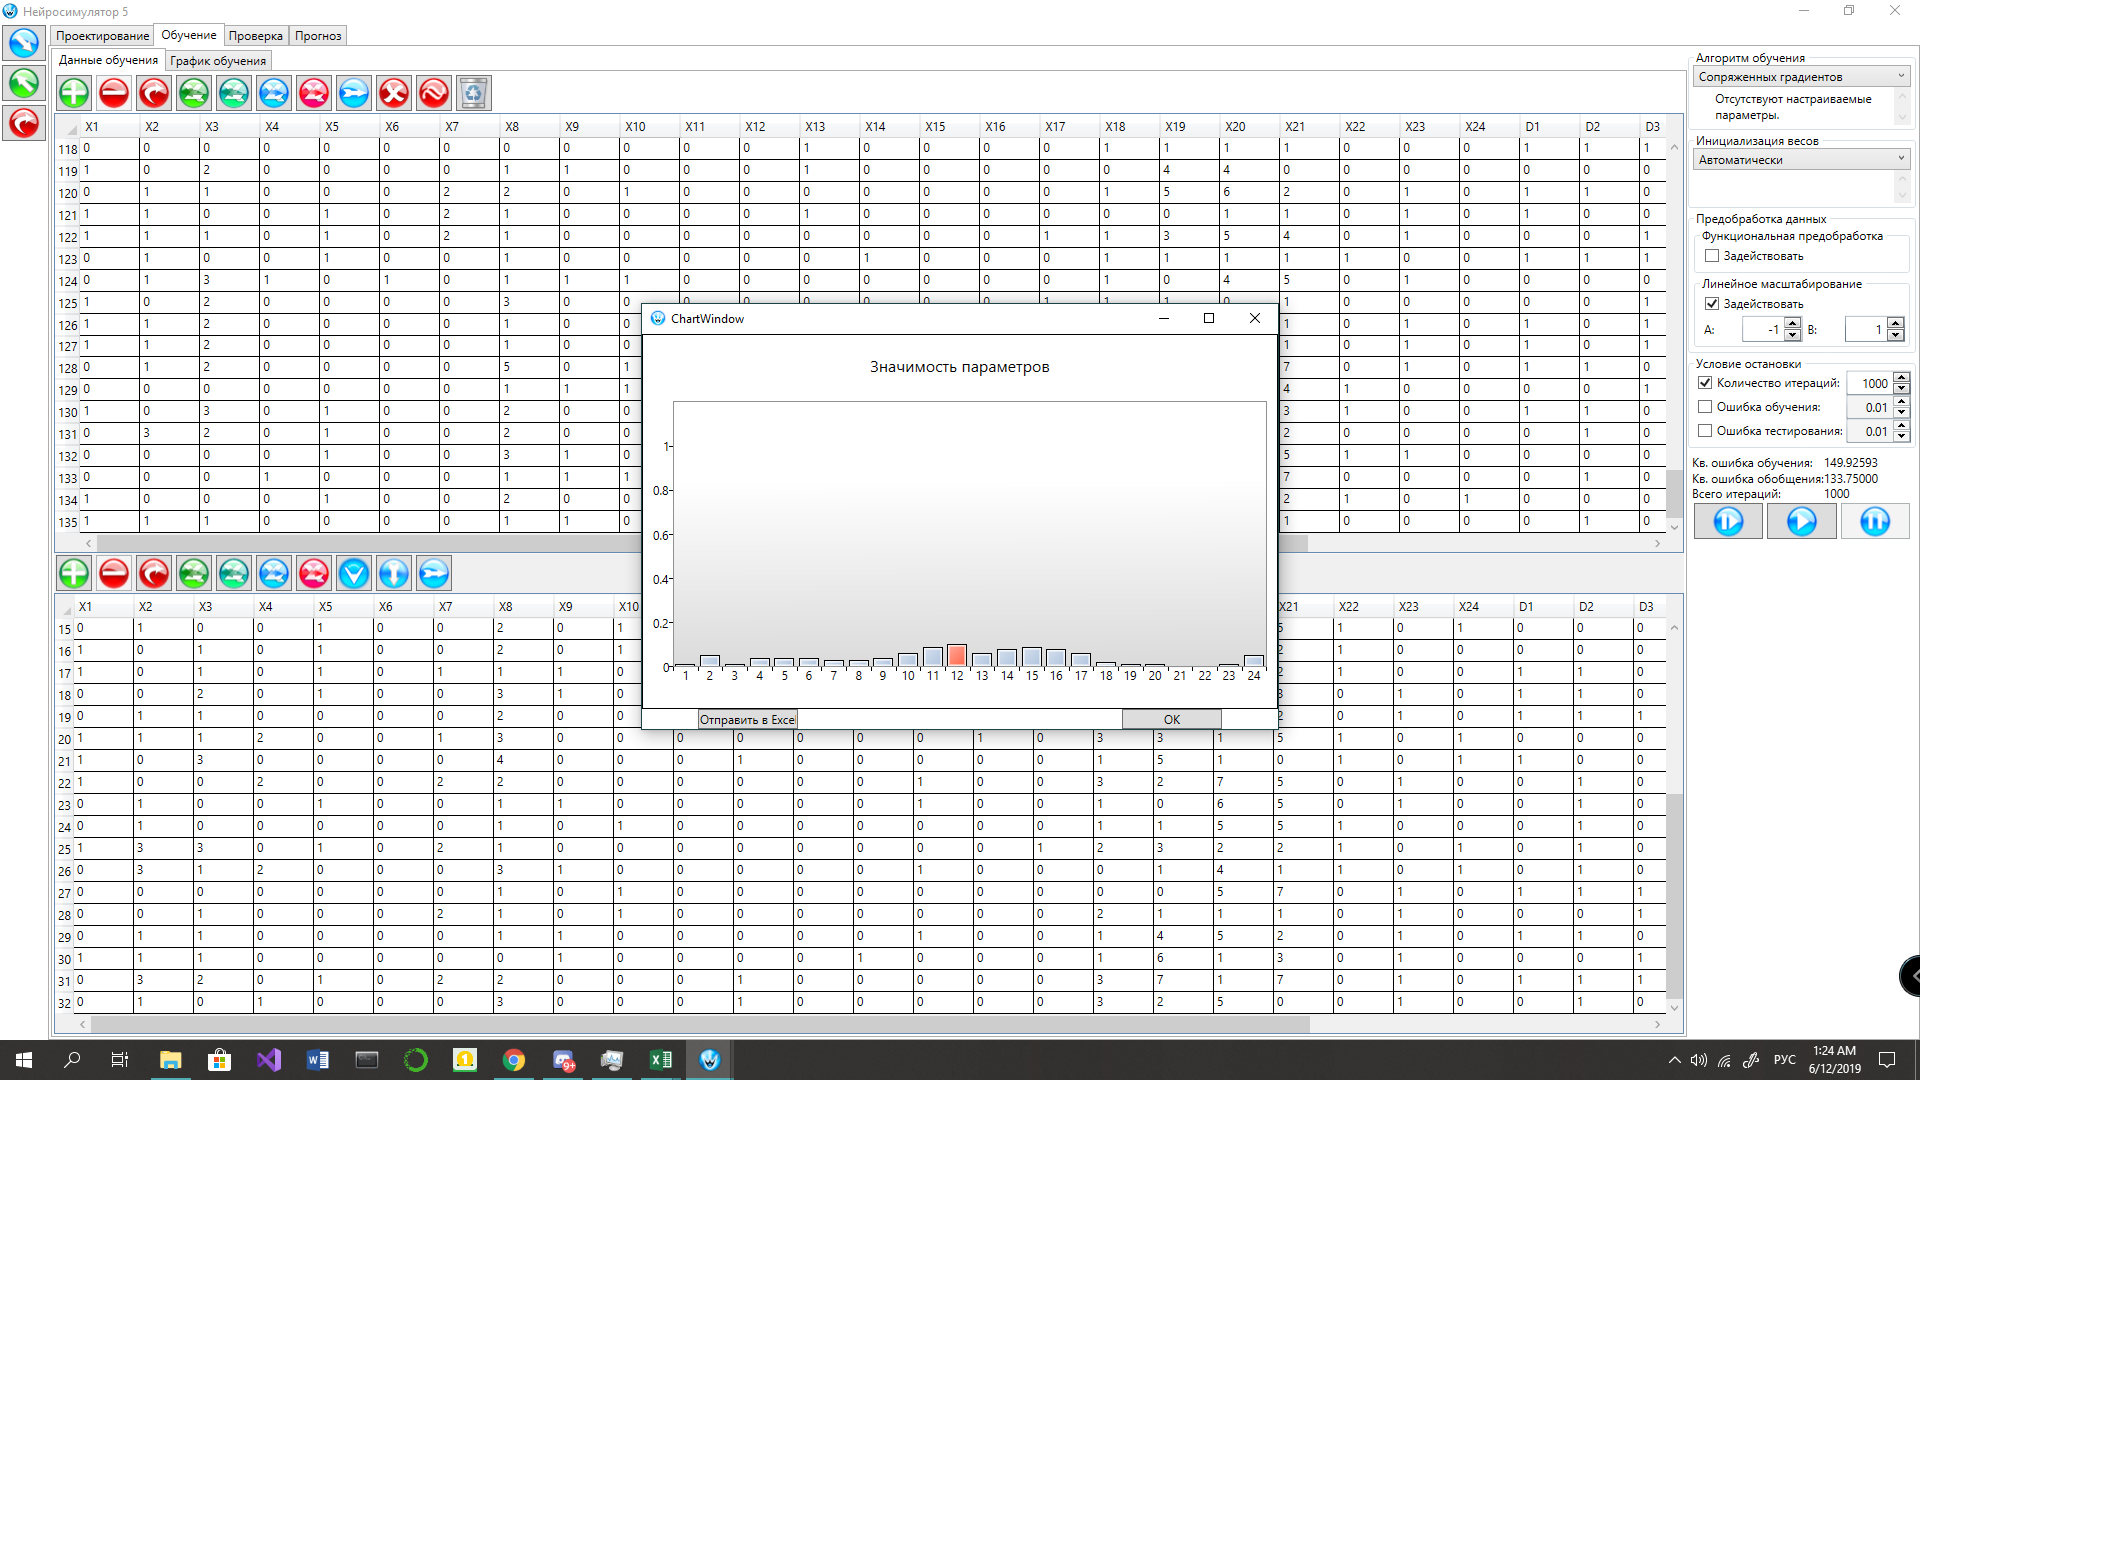 Нейросимулятор 5
Проектирование Обучение Проверка Прогноз
Данные обучения График обучения
X1 X2 X3 X4 X5 X6 X7 X8 X9 X10 X11 X12 X13 X14 X15 X16 X17 X18 X19 X20 X21 X22 X23 X24 D1 D2 D3
118 0 0 0 0 0 0 0 0 0 0 0 0 1 0 0 0 0 1 1 1 1 0 0 0 1 1 1
119 1 0 2 0 0 0 0 1 1 0 0 0 1 0 0 0 0 0 4 4 0 0 0 0 0 0 0
120 0 1 1 0 0 0 2 2 0 1 0 0 0 0 0 0 0 1 5 6 2 0 1 0 1 1 0
121 1 1 0 0 1 0 2 1 0 0 0 0 1 0 0 0 0 0 0 1 1 0 1 0 1 0 0
122 1 1 1 0 1 0 2 1 0 0 0 0 0 0 0 0 1 1 3 5 4 0 1 0 0 0 1
123 0 1 0 0 1 0 0 1 0 0 0 0 0 1 0 0 0 1 1 1 1 1 0 0 1 1 1
124 0 1 3 1 0 1 0 1 1 1 0 0 0 0 0 0 0 1 0 4 5 0 1 0 0 0 0
125 1 0 2 0 0 0 0 3 0 0 0 0 0 0 0 0 1 1 1 0 1 0 0 0 0 0 1
126 1 1 2 0 0 0 0 1 0 0 1 0 1 0 1 0 1
127 1 1 2 0 0 0 0 1 0 0 1 0 1 0 1 0 1
128 0 1 2 0 0 0 0 5 0 1 7 0 1 0 1 1 0
129 0 0 0 0 0 0 0 1 1 1 4 1 0 0 0 0 1
130 1 0 3 0 1 0 0 2 0 0 3 1 0 0 1 1 0
131 0 3 2 0 1 0 0 2 0 0 2 0 0 0 0 1 0
132 0 0 0 0 1 0 0 3 1 0 5 1 1 0 0 0 0
133 0 0 0 1 0 0 0 1 1 1 7 0 0 0 0 1 0
134 1 0 0 0 1 0 0 2 0 0 2 1 0 1 0 0 0
135 1 1 1 0 0 0 0 1 1 0 1 0 0 0 0 1 0
ChartWindow
Значимость параметров
1
0.8
0.6
0.4
0.2
0
1 2 3 4 5 6 7 8 9 10 11 12 13 14 15 16 17 18 19 20 21 22 23 24
Отправить в Excel
OK
X1 X2 X3 X4 X5 X6 X7 X8 X9 X10 X21 X22 X23 X24 D1 D2 D3
15 0 1 0 0 1 0 0 2 0 1 5 1 0 1 0 0 0
16 1 0 1 0 1 0 0 2 0 1 2 1 0 0 0 0 0
17 1 0 1 0 1 0 1 1 1 0 2 1 0 0 1 1 0
18 0 0 2 0 1 0 0 3 1 0 3 0 1 0 1 1 0
19 0 1 1 0 0 0 0 2 0 0 2 0 1 0 1 1 1
20 1 1 1 2 0 0 1 3 0 0 0 0 0 0 0 1 0 3 3 1 5 1 0 1 0 0 0
21 1 0 3 0 0 0 0 4 0 0 0 1 0 0 0 0 0 1 5 1 0 1 0 1 1 0 0
22 1 0 0 2 0 0 2 2 0 0 0 0 0 0 1 0 0 3 2 7 5 0 1 0 0 1 0
23 0 1 0 0 1 0 0 1 1 0 0 0 0 0 1 0 0 1 0 6 5 0 1 0 0 1 0
24 0 1 0 0 0 0 0 1 0 1 0 0 0 0 0 0 0 1 1 5 5 1 0 0 0 1 0
25 1 3 3 0 1 0 2 1 0 0 0 0 0 0 0 0 1 2 3 2 2 1 0 1 0 1 0
26 0 3 1 2 0 0 0 3 1 0 0 0 0 0 1 0 0 0 1 4 1 1 0 1 0 1 0
27 0 0 0 0 0 0 0 1 0 1 0 0 0 0 0 0 0 0 0 5 7 0 1 0 1 1 1
28 0 0 1 0 0 0 2 1 0 1 0 0 0 0 0 0 0 2 1 1 1 0 1 0 0 0 1
29 0 1 1 0 0 0 0 1 1 0 0 0 0 0 1 0 0 1 4 5 2 0 1 0 1 1 0
30 1 1 1 0 0 0 0 0 1 0 0 0 0 1 0 0 0 1 6 1 3 0 1 0 0 0 1
31 0 3 2 0 1 0 2 2 0 0 0 1 0 0 0 0 0 3 7 1 7 0 1 0 1 1 1
32 0 1 0 1 0 0 0 3 0 0 0 1 0 0 0 0 0 3 2 5 0 0 1 0 0 1 0
Алгоритм обучения
Сопряженных градиентов
Отсутствуют настраиваемые
параметры.
Инициализация весов
Автоматически
Предобработка данных
Функциональная предобработка
Задействовать
Линейное масштабирование
Задействовать
A: -1 B: 1
Условие остановки
Количество итераций: 1000
Ошибка обучения: 0.01
Ошибка тестирования: 0.01
Кв. ошибка обучения: 149.92593
Кв. ошибка обобщения:133.75000
Всего итераций: 1000
9+
РУС
1:24 AM
6/12/2019